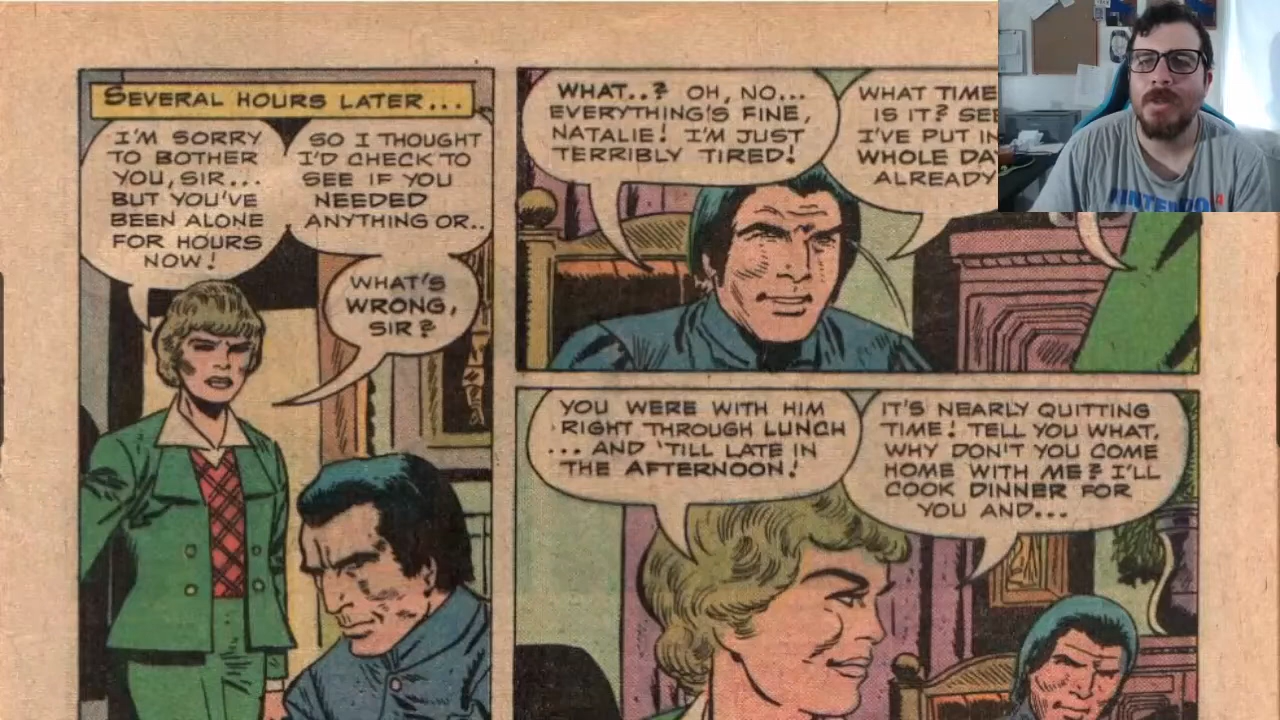 SEVERAL HOURS LATER...
I'M SORRY
TO BOTHER
YOU, SIR...
BUT YOU'VE
BEEN ALONE
FOR HOURS
NOW!
SO I THOUGHT
I'D CHECK TO
SEE IF YOU
NEEDED
ANYTHING OR..
WHAT'S
WRONG,
SIR?
WHAT..? OH, NO...
EVERYTHING'S FINE,
NATALIE! I'M JUST
TERRIBLY TIRED!
WHAT TIME
IS IT? SEE
I'VE PUT IN
WHOLE DA
ALREADY
YOU WERE WITH HIM
RIGHT THROUGH LUNCH
... AND 'TILL LATE IN
THE AFTERNOON!
IT'S NEARLY QUITTING
TIME! TELL YOU WHAT,
WHY DON'T YOU COME
HOME WITH ME? I'LL
COOK DINNER FOR
YOU AND...
NINTENDO